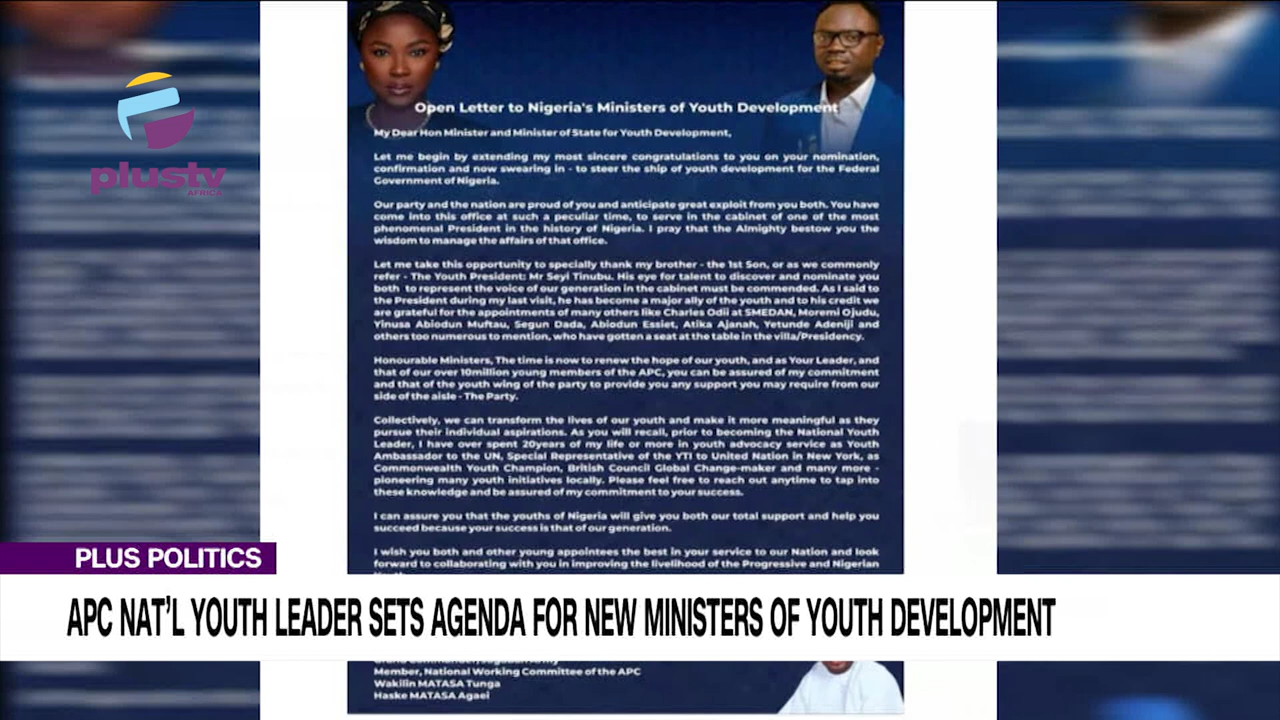 plustv
AFRICA
Open Letter to Nigeria's Ministers of Youth Development
My Dear Hon Minister and Minister of State for Youth Development,
Let me begin by extending my most sincere congratulations to you on your nomination,
confirmation and now swearing in - to steer the ship of youth development for the Federal
Government of Nigeria.
Our party and the nation are proud of you and anticipate great exploit from you both. You have
come into this office at such a peculiar time, to serve in the cabinet of one of the most
phenomenal President in the history of Nigeria. I pray that the Almighty bestow you the
wisdom to manage the affairs of that office.
Let me take this opportunity to specially thank my brother - the 1st Son, or as we commonly
refer - The Youth President: Mr Seyi Tinubu. His eye for talent to discover and nominate you
both to represent the voice of our generation in the cabinet must be commended. As I said to
the President during my last visit, he has become a major ally of the youth and to his credit we
are grateful for the appointments of many others like Charles Odii at SMEDAN, Moremi Ojudu,
Yinusa Abiodun Muftau, Segun Dada, Abiodun Essiet, Atika Ajanah, Yetunde Adeniji and
others too numerous to mention, who have gotten a seat at the table in the villa/Presidency.
Honourable Ministers, The time is now to renew the hope of our youth, and as Your Leader, and
that of our over 10million young members of the APC, you can be assured of my commitment
and that of the youth wing of the party to provide you any support you may require from our
side of the aisle - The Party.
Collectively, we can transform the lives of our youth and make it more meaningful as they
pursue their individual aspirations. As you will recall, prior to becoming the National Youth
Leader, I have over spent 20years of my life or more in youth advocacy service as Youth
Ambassador to the UN, Special Representative of the YTI to United Nation in New York, as
Commonwealth Youth Champion, British Council Global Change-maker and many more -
pioneering many youth initiatives locally. Please feel free to reach out anytime to tap into
these knowledge and be assured of my commitment to your success.
I can assure you that the youths of Nigeria will give you both our total support and help you
succeed because your success is that of our generation.
I wish you both and other young appointees the best in your service to our Nation and look
forward to collaborating with you in improving the livelihood of the Progressive and Nigerian
PLUS POLITICS
APC NAT'L YOUTH LEADER SETS AGENDA FOR NEW MINISTERS OF YOUTH DEVELOPMENT
Member, National Working Committee of the APC
Wakilin MATASA Tunga
Haske MATASA Agaei